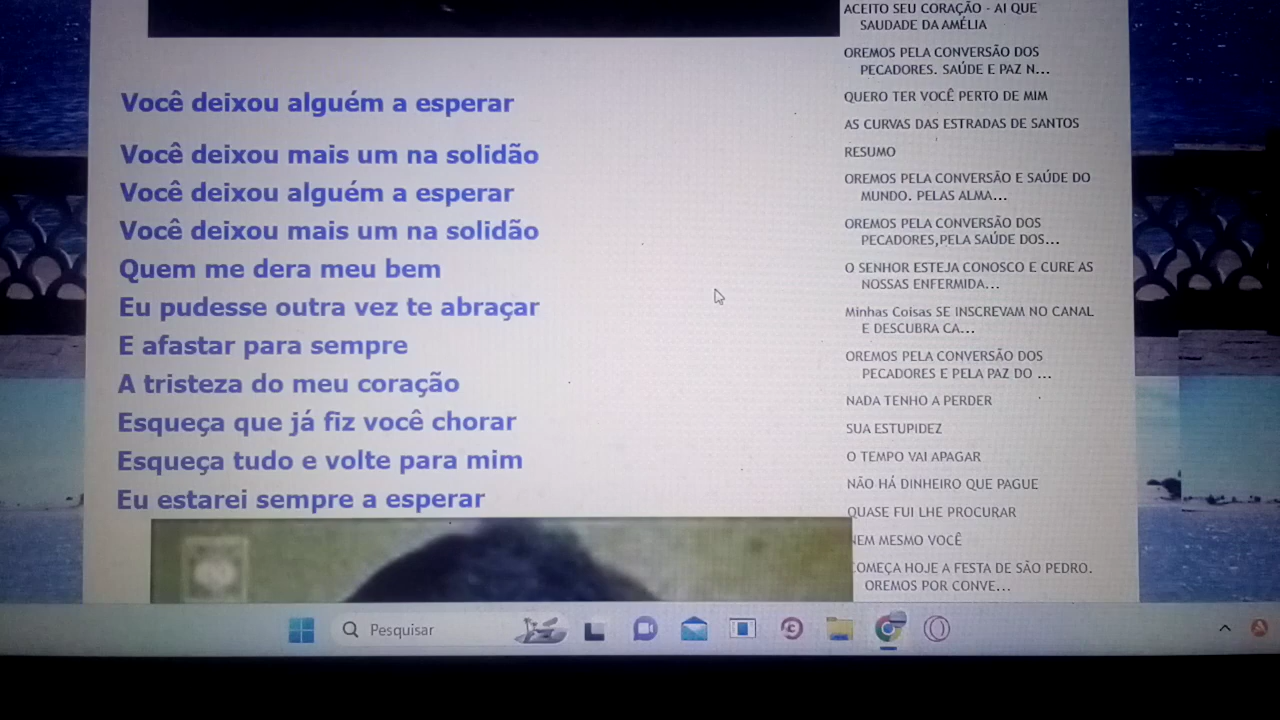 Você deixou alguém a esperar
Você deixou mais um na solidão
Você deixou alguém a esperar
Você deixou mais um na solidão
Quem me dera meu bem
Eu pudesse outra vez te abraçar
E afastar para sempre
A tristeza do meu coração
Esqueça que já fiz você chorar
Esqueça tudo e volte para mim
Eu estarei sempre a esperar
ACEITO SEU CORAÇÃO - AI QUE
SAUDADE DA AMÉLIA
OREMOS PELA CONVERSÃO DOS
PECADORES. SAÚDE E PAZ N...
QUERO TER VOCÊ PERTO DE MIM
AS CURVAS DAS ESTRADAS DE SANTOS
RESUMO
OREMOS PELA CONVERSÃO E SAÚDE DO
MUNDO. PELAS ALMA...
OREMOS PELA CONVERSÃO DOS
PECADORES,PELA SAÚDE DOS...
O SENHOR ESTEJA CONOSCO E CURE AS
NOSSAS ENFERMIDA...
Minhas Coisas SE INSCREVAM NO CANAL
E DESCUBRA CA...
OREMOS PELA CONVERSÃO DOS
PECADORES E PELA PAZ DO ...
NADA TENHO A PERDER
SUA ESTUPIDEZ
O TEMPO VAI APAGAR
NÃO HÁ DINHEIRO QUE PAGUE
QUASE FUI LHE PROCURAR
NEM MESMO VOCÊ
COMEÇA HOJE A FESTA DE SÃO PEDRO.
OREMOS POR CONVE...
Pesquisar